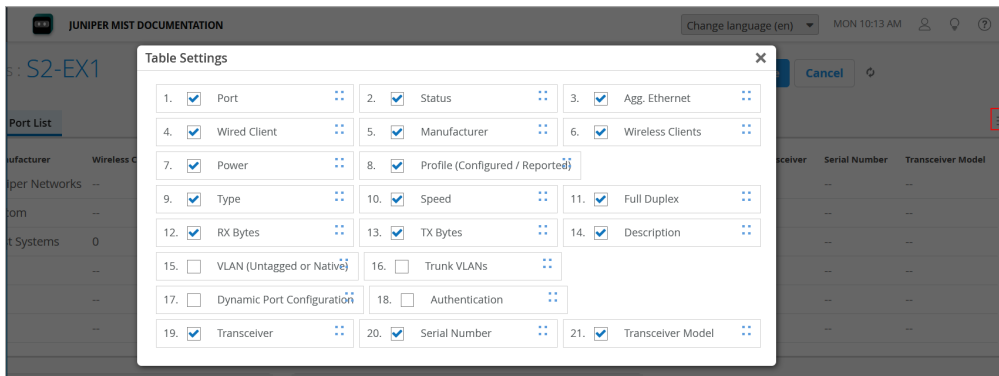 JUNIPER MIST DOCUMENTATION
Change language (en)
MON 10:13 AM
Table Settings
s : S2-EX1
Cancel
1. Port
2. Status
3. Agg. Ethernet
Port List
4. Wired Client
5. Manufacturer
6. Wireless Clients
ufacturer Wireless C
7. Power
8. Profile (Configured / Reported)
sceiver Serial Number Transceiver Model
iper Networks --
-- --
9. Type
10. Speed
11. Full Duplex
com --
-- --
12. RX Bytes
13. TX Bytes
14. Description
t Systems 0
-- --
15. VLAN (Untagged or Native)
16. Trunk VLANs
--
-- --
17. Dynamic Port Configuration
18. Authentication
--
-- --
19. Transceiver
20. Serial Number
21. Transceiver Model
--
-- --